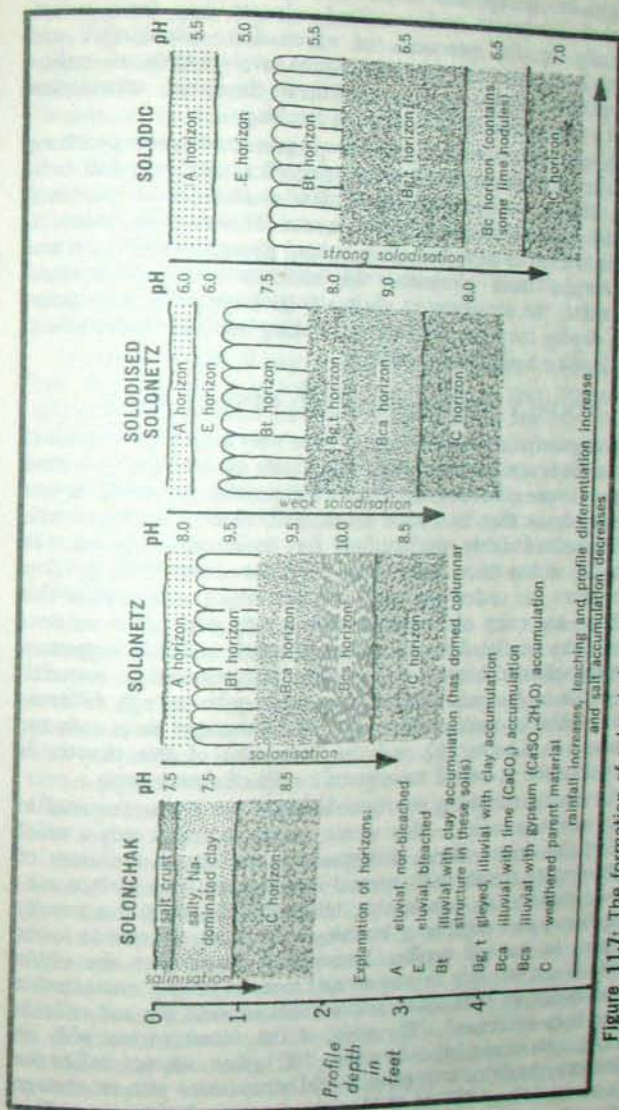 SOLONCHAK
pH
salt crust
7.5
salty, Na-
dominated clay
7.5
C horizon
8.5
salinisation
SOLONETZ
pH
A horizon
8.0
Bt horizon
9.5
Bca horizon
9.5
Bcs horizon
10.0
C horizon
8.5
solonisation
SOLODISED
SOLONETZ
pH
A horizon
6.0
E horizon
6.0
Bt horizon
7.5
Bg,t horizon
8.0
Bca horizon
9.0
C horizon
8.0
weak solodisation
SOLODIC
pH
A horizon
5.5
E horizon
5.0
Bt horizon
5.5
Bg,t horizon
6.5
Bc horizon (contains
some lime nodules)
6.5
C horizon
7.0
strong solodisation
0
1
2
3
4
Profile
depth
in
feet
Explanation of horizons:
A eluvial, non-bleached
E eluvial, bleached
Bt illuvial with clay accumulation (has domed columnar
structure in these soils)
Bg,t gleyed, illuvial with clay accumulation
Bca illuvial with lime (CaCO₃) accumulation
Bcs illuvial with gypsum (CaSO₄.2H₂O) accumulation
C weathered parent material
rainfall increases, leaching and profile differentiation increase
and salt accumulation decreases
Figure 11.7: The formation of